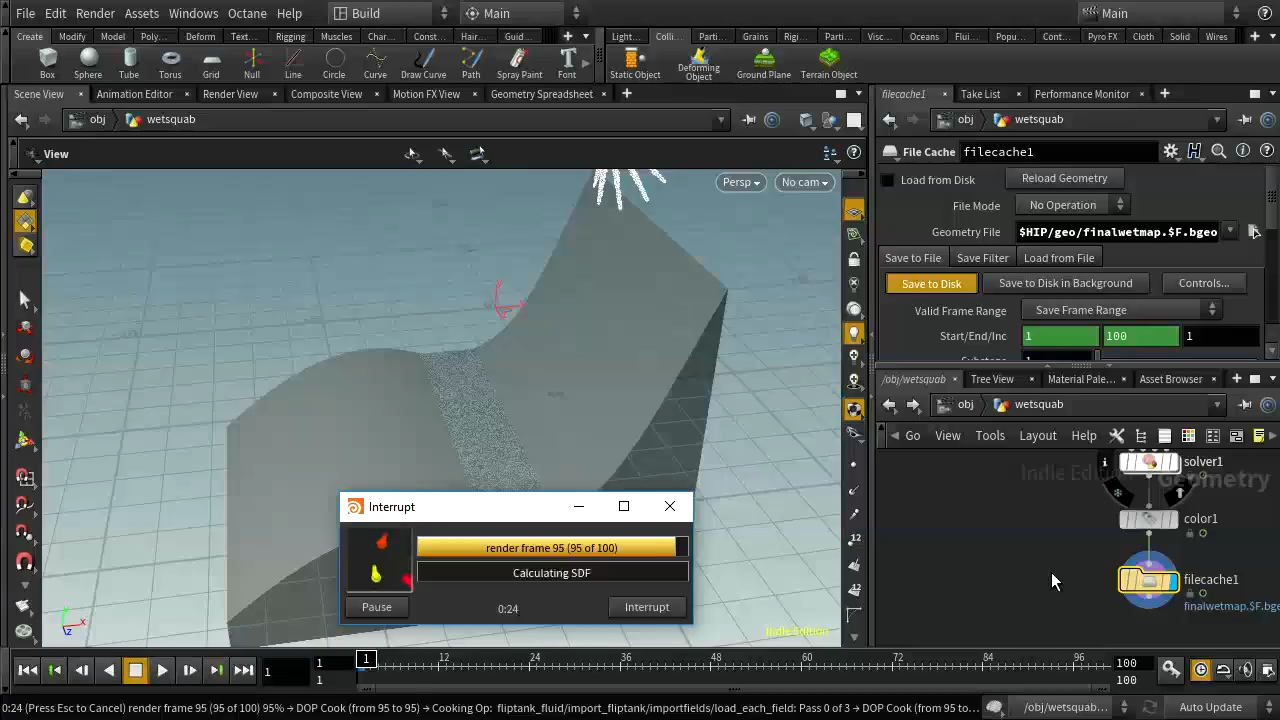 File Edit Render Assets Windows Octane Help Build Main Main
Create Modify Model Poly... Deform Text... Rigging Muscles Char... Const... Hair... Guid... Light... Colli... Parti... Grains Rig... Parti... Visc... Oceans Flui... Popu... Cont... Pyro FX Cloth Solid Wires
Box Sphere Tube Torus Grid Null Line Circle Curve Draw Curve Path Spray Paint Font Static Object Deforming Object Ground Plane Terrain Object
Scene View Animation Editor Render View Composite View Motion FX View Geometry Spreadsheet
obj wetsquab
View
Persp No cam
Indie Edition
filecache1 Take List Performance Monitor
obj wetsquab
File Cache filecache1
Load from Disk Reload Geometry
File Mode No Operation
Geometry File $HIP/geo/finalwetmap.$F.bgeo
Save to File Save Filter Load from File
Save to Disk Save to Disk in Background Controls...
Valid Frame Range Save Frame Range
Start/End/Inc 1 100 1
/obj/wetsquab Tree View Material Pale... Asset Browser
obj wetsquab
Go View Tools Layout Help
Indie Edition Geometry
solver1
color1
filecache1
finalwetmap.$F.bge
Interrupt
render frame 95 (95 of 100)
Calculating SDF
Pause 0:24 Interrupt
1 1 1 1 12 24 36 48 60 72 84 96 100 100
0:24 (Press Esc to Cancel) render frame 95 (95 of 100) 95% → DOP Cook (from 95 to 95) → Cooking Op: fliptank_fluid/import_fliptank/importfields/load_each_field: Pass 0 of 3 → DOP Cook (from 95 to... /obj/wetsquab... Auto Update